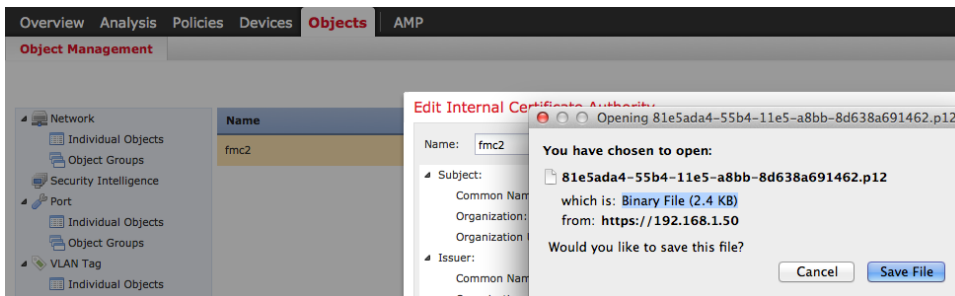 Overview Analysis Policies Devices Objects AMP
Object Management
Network
Individual Objects
Object Groups
Security Intelligence
Port
Individual Objects
Object Groups
VLAN Tag
Individual Objects
Name
fmc2
Edit Internal Certificate Authority
Name: fmc2
Subject:
Common Nam
Organization:
Organization
Issuer:
Common Nam
Opening 81e5ada4-55b4-11e5-a8bb-8d638a691462.p12
You have chosen to open:
81e5ada4-55b4-11e5-a8bb-8d638a691462.p12
which is: Binary File (2.4 KB)
from: https://192.168.1.50
Would you like to save this file?
Cancel Save File